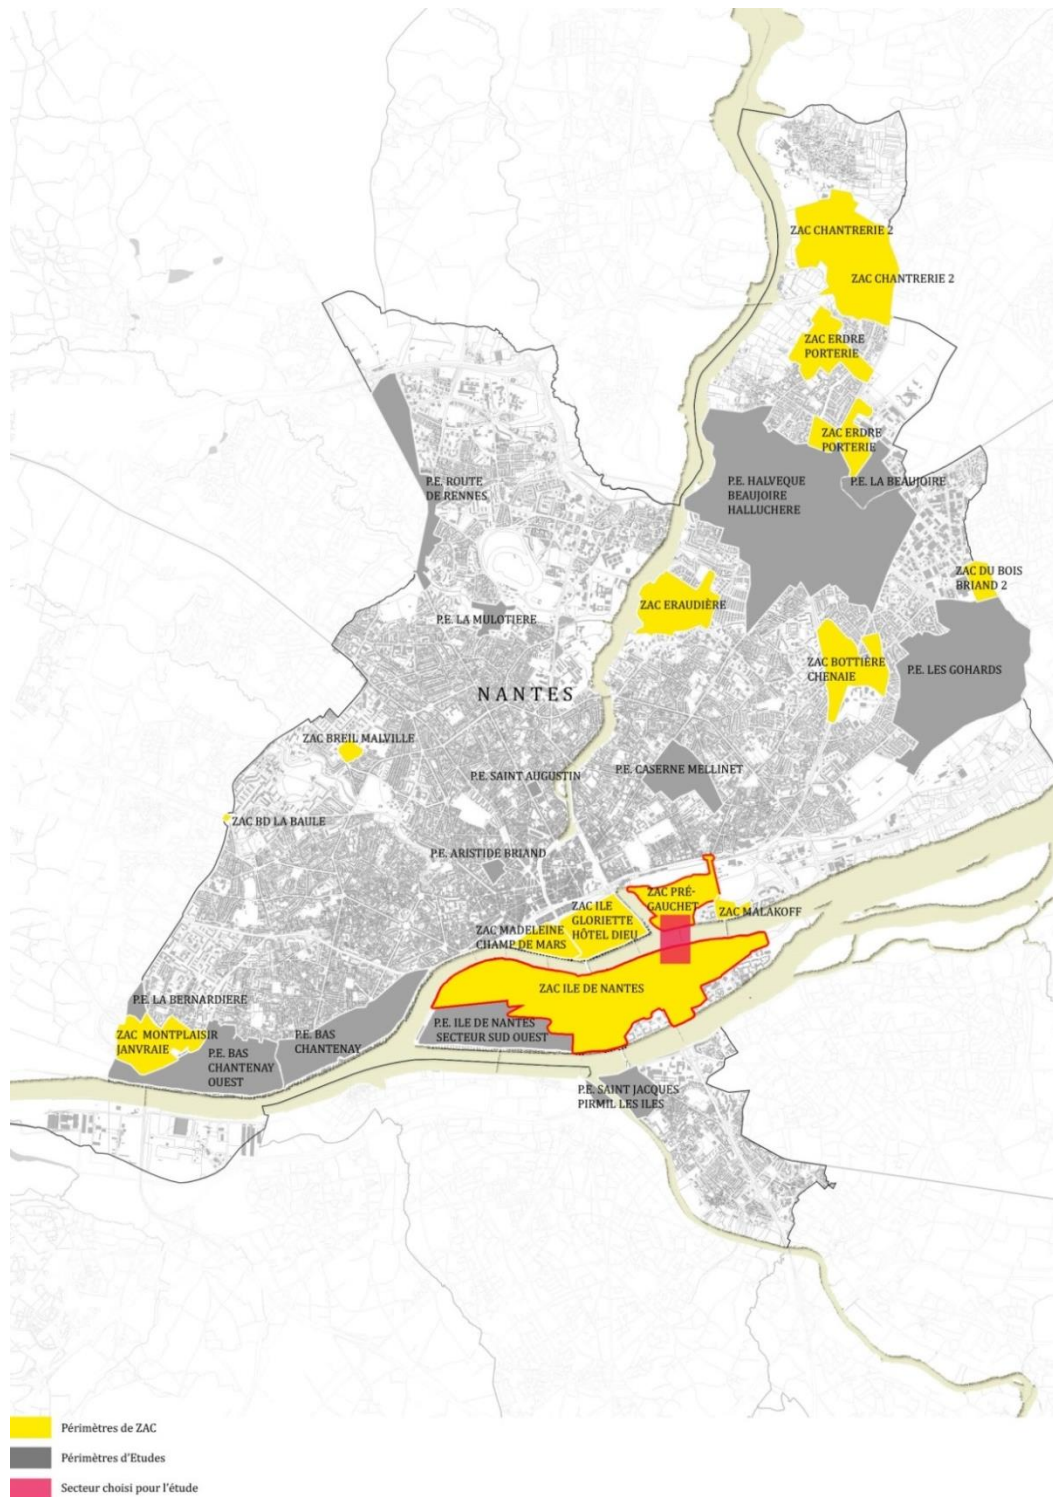 ZAC CHANTRERIE 2
ZAC CHANTRERIE 2
ZAC ERDRE
PORTERIE
ZAC ERDRE
PORTERIE
P.E. ROUTE
DE RENNES
P.E. HALVEQUE
BEAUJOIRE
HALLUCHERE
P.E. LA BEAUJOIRE
ZAC DU BOIS
BRIAND 2
ZAC ERAUDIÈRE
P.E. LA MULOTIERE
ZAC BOTTIÈRE
CHENAIE
P.E. LES GOHARDS
NANTES
ZAC BREIL MALVILLE
P.E. SAINT AUGUSTIN
P.E. CASERNE MELLINET
ZAC BD LA BAULE
P.E. ARISTIDE BRIAND
ZAC PRÉ-
GAUCHET
ZAC MALAKOFF
ZAC ILE
GLORIETTE
HÔTEL DIEU
ZAC MADELEINE
CHAMP DE MARS
ZAC ILE DE NANTES
P.E. LA BERNARDIERE
ZAC MONTPLAISIR
JANVRAIE
P.E. BAS
CHANTENAY
P.E. BAS
CHANTENAY
OUEST
P.E. ILE DE NANTES
SECTEUR SUD OUEST
P.E. SAINT JACQUES
PIRMIL LES ILES
Périmètres de ZAC
Périmètres d'Etudes
Secteur choisi pour l'étude